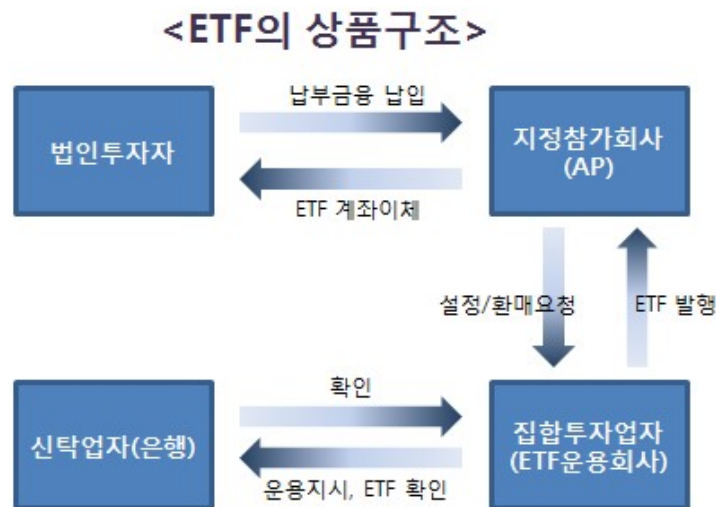 <ETF의 상품구조>
납부금용 납입
법인투자자
지정참가회사
(AP)
ETF 계좌이체
설정/환매요청
ETF 발행
확인
신탁업자(은행)
집합투자업자
(ETF운용회사)
운용지시, ETF 확인